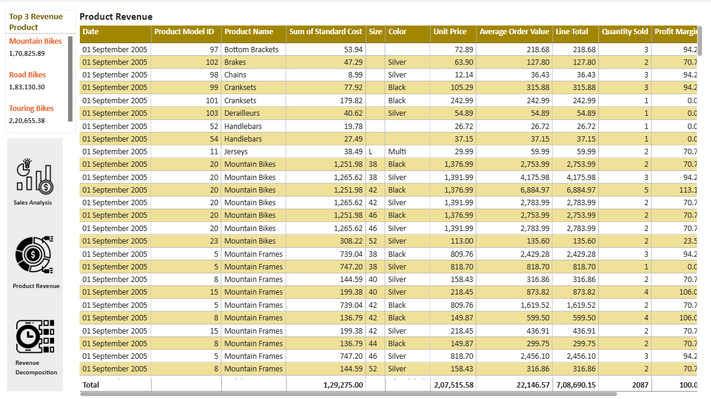 Top 3 Revenue
Product
Mountain Bikes
1,70,825.89
Road Bikes
1,83,130.30
Touring Bikes
2,20,655.38
Sales Analysis
Product Revenue
Revenue
Decomposition
Product Revenue
Date Product Model ID Product Name Sum of Standard Cost Size Color Unit Price Average Order Value Line Total Quantity Sold Profit Margin
01 September 2005 97 Bottom Brackets 53.94 72.89 218.68 218.68 3 94.2
01 September 2005 102 Brakes 47.29 Silver 63.90 127.80 127.80 2 70.7
01 September 2005 98 Chains 8.99 Silver 12.14 36.43 36.43 3 94.2
01 September 2005 99 Cranksets 77.92 Black 105.29 315.88 315.88 3 94.2
01 September 2005 101 Cranksets 179.82 Black 242.99 242.99 242.99 1 0.0
01 September 2005 103 Derailleurs 40.62 Silver 54.89 54.89 54.89 1 0.0
01 September 2005 52 Handlebars 19.78 26.72 26.72 26.72 1 0.0
01 September 2005 54 Handlebars 27.49 37.15 37.15 37.15 1 0.0
01 September 2005 11 Jerseys 38.49 L Multi 29.99 59.99 59.99 2 70.7
01 September 2005 20 Mountain Bikes 1,251.98 38 Black 1,376.99 2,753.99 2,753.99 2 70.7
01 September 2005 20 Mountain Bikes 1,265.62 38 Silver 1,391.99 4,175.98 4,175.98 3 94.2
01 September 2005 20 Mountain Bikes 1,251.98 42 Black 1,376.99 6,884.97 6,884.97 5 113.1
01 September 2005 20 Mountain Bikes 1,265.62 42 Silver 1,391.99 2,783.99 2,783.99 2 70.7
01 September 2005 20 Mountain Bikes 1,251.98 46 Black 1,376.99 2,753.99 2,753.99 2 70.7
01 September 2005 20 Mountain Bikes 1,265.62 46 Silver 1,391.99 2,783.99 2,783.99 2 70.7
01 September 2005 23 Mountain Bikes 308.22 52 Silver 113.00 135.60 135.60 2 23.5
01 September 2005 5 Mountain Frames 739.04 38 Black 809.76 2,429.28 2,429.28 3 94.2
01 September 2005 5 Mountain Frames 747.20 38 Silver 818.70 818.70 818.70 1 0.0
01 September 2005 8 Mountain Frames 144.59 40 Silver 158.43 316.86 316.86 2 70.7
01 September 2005 15 Mountain Frames 199.38 40 Silver 218.45 873.82 873.82 4 106.0
01 September 2005 5 Mountain Frames 739.04 42 Black 809.76 1,619.52 1,619.52 2 70.7
01 September 2005 8 Mountain Frames 136.79 42 Black 149.87 599.50 599.50 4 106.0
01 September 2005 15 Mountain Frames 199.38 42 Silver 218.45 436.91 436.91 2 70.7
01 September 2005 8 Mountain Frames 136.79 44 Black 149.87 299.75 299.75 2 70.7
01 September 2005 5 Mountain Frames 747.20 46 Silver 818.70 2,456.10 2,456.10 3 94.2
01 September 2005 8 Mountain Frames 144.59 52 Silver 158.43 316.86 316.86 2 70.7
Total 1,29,275.00 2,07,515.58 22,146.57 7,08,690.15 2087 100.0